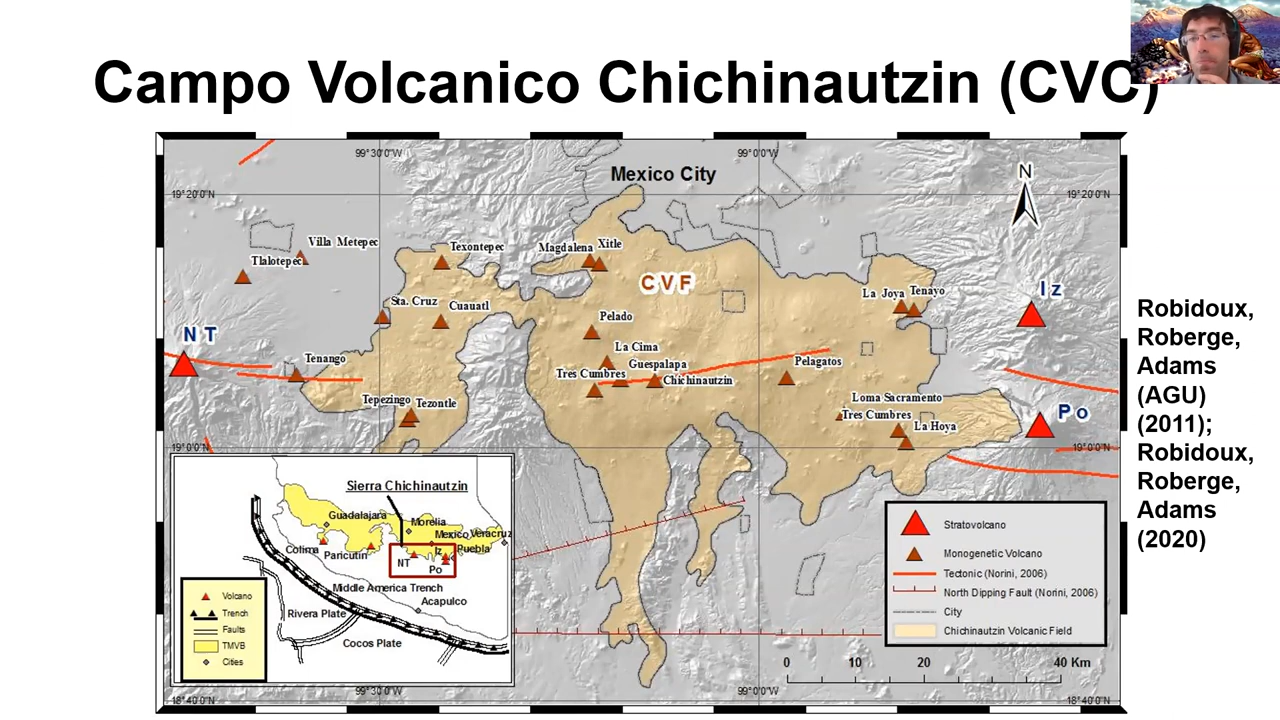 Campo Volcanico Chichinautzin (CVC)
99°30'0"W
99°0'0"W
Mexico City
N
19°20'0"N
19°20'0"N
Villa Metepec
Tlalotepec
Texontepec
Magdalena
Xitle
CVF
La Joya
Tenayo
Iz
Sta. Cruz
Cuauatl
Pelado
NT
La Cima
Tenango
Guespalapa
Tres Cumbres
Chichinautzin
Pelagatos
Tepezingo
Tezontle
Loma Sacramento
Tres Cumbres
La Hoya
Po
19°0'0"N
19°0'0"N
Robidoux,
Roberge,
Adams
(AGU)
(2011);
Robidoux,
Roberge,
Adams
(2020)
Sierra Chichinautzin
Guadalajara
Morelia
Mexico
Veracruz
Colima
Paricutin
Iz
Puebla
NT
Po
Middle America Trench
Acapulco
Rivera Plate
Cocos Plate
Volcano
Trench
Faults
TMVB
Cities
Stratovolcano
Monogenetic Volcano
Tectonic (Norini, 2006)
North Dipping Fault (Norini, 2006)
City
Chichinautzin Volcanic Field
0 10 20 40 Km
18°40'0"N
99°30'0"W
99°0'0"W
18°40'0"N